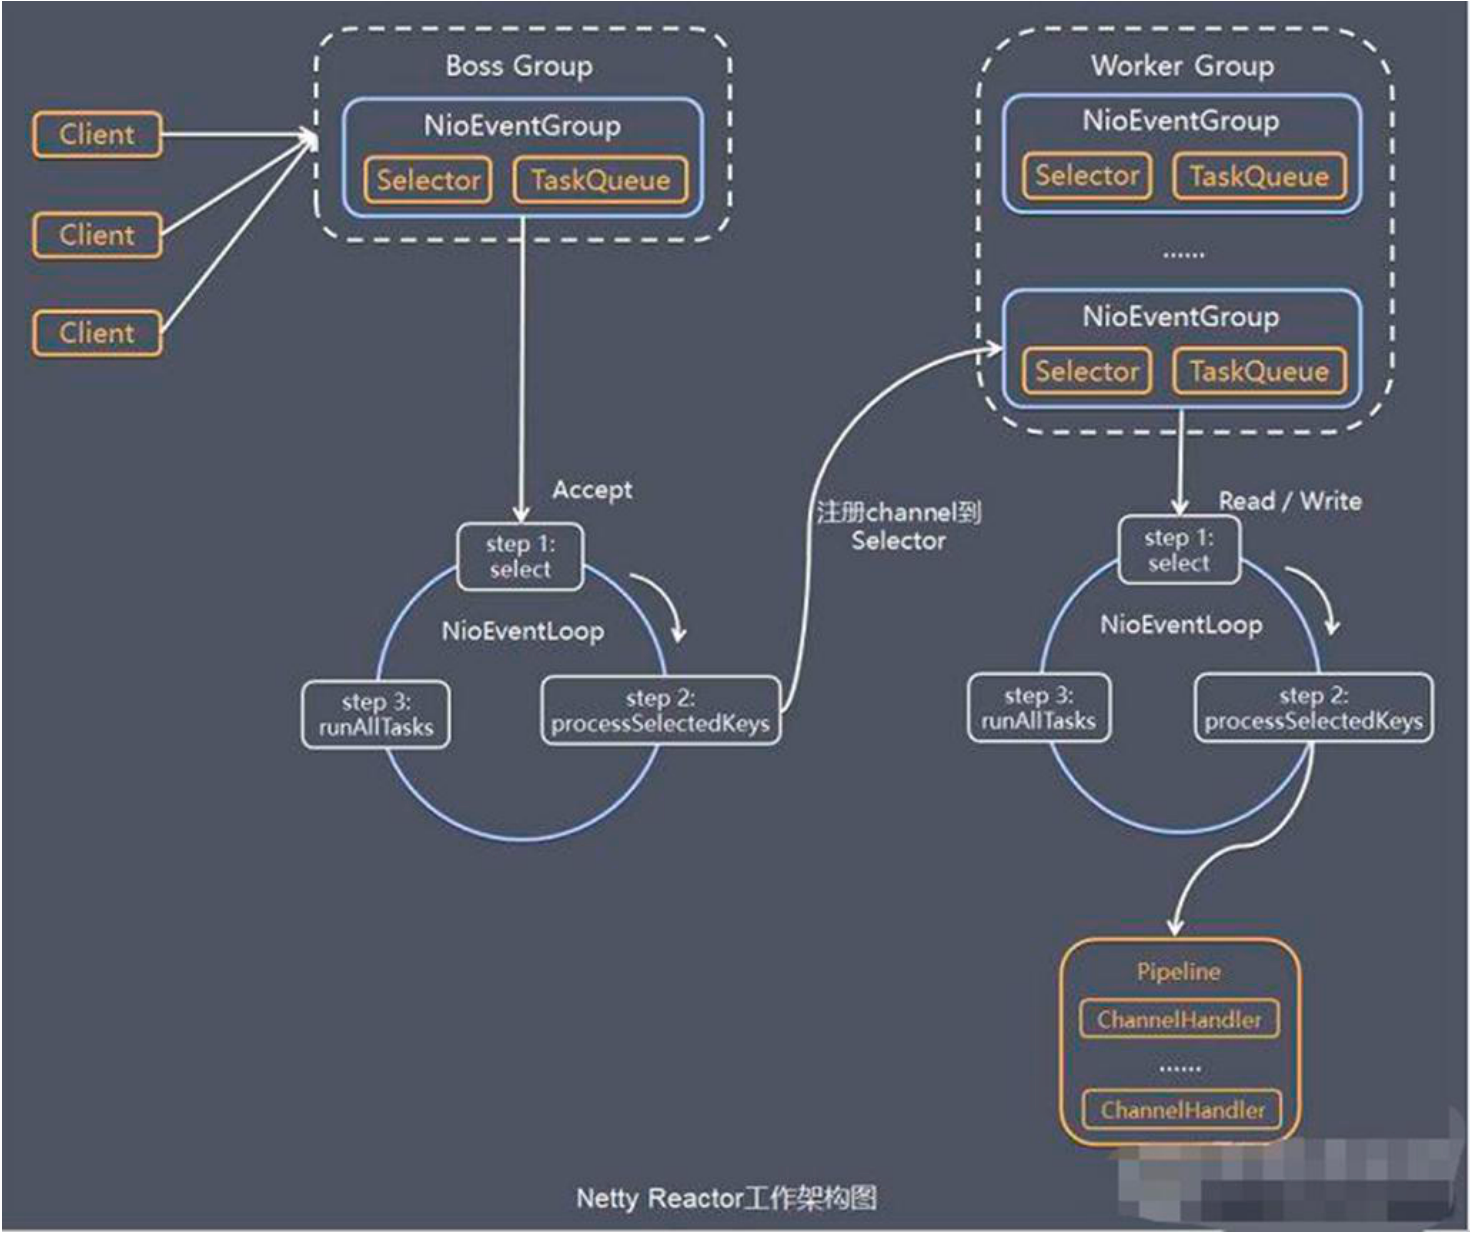 Boss Group
NioEventGroup
Selector
TaskQueue
Client
Client
Client
Worker Group
NioEventGroup
Selector
TaskQueue
......
NioEventGroup
Selector
TaskQueue
Accept
step 1:
select
NioEventLoop
step 2:
processSelectedKeys
step 3:
runAllTasks
注册channel到
Selector
Read / Write
step 1:
select
NioEventLoop
step 2:
processSelectedKeys
step 3:
runAllTasks
Pipeline
ChannelHandler
......
ChannelHandler
Netty Reactor工作架构图